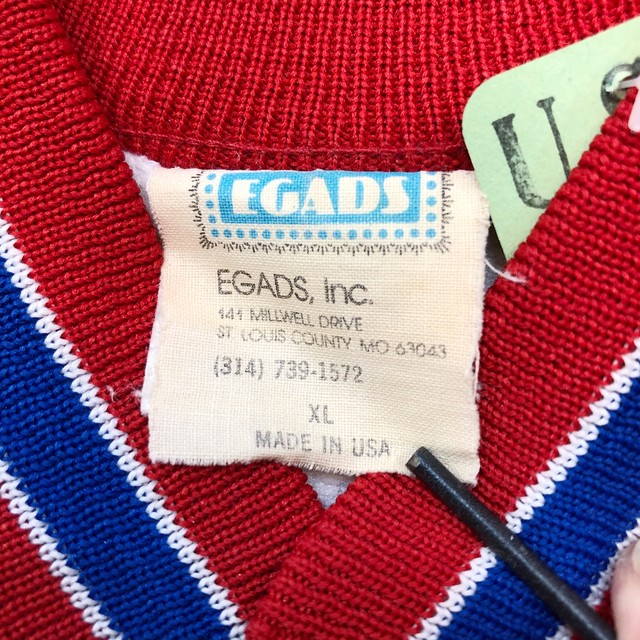 EGADS
EGADS, Inc.
141 MILLWELL DRIVE
ST LOUIS COUNTY, MO 63043
(314) 739-1572
XL
MADE IN USA
U